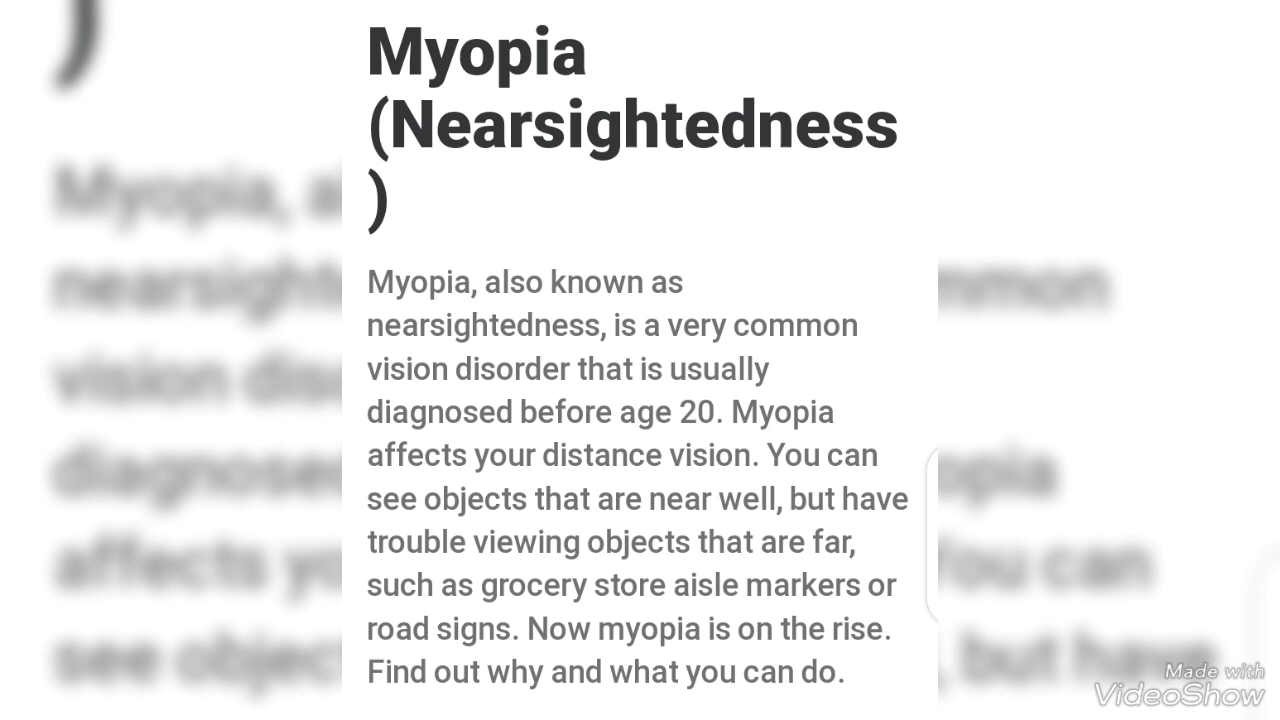 Myopia
(Nearsightedness
)
Myopia, also known as
nearsightedness, is a very common
vision disorder that is usually
diagnosed before age 20. Myopia
affects your distance vision. You can
see objects that are near well, but have
trouble viewing objects that are far,
such as grocery store aisle markers or
road signs. Now myopia is on the rise.
Find out why and what you can do.
Made with
VideoShow